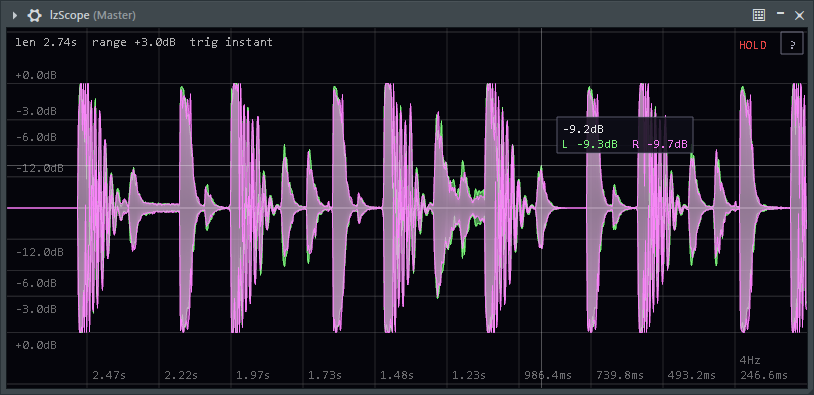 lzScope (Master)
len 2.74s range +3.0dB trig instant
HOLD ?
+0.0dB
-3.0dB
-6.0dB
-12.0dB
-12.0dB
-6.0dB
-3.0dB
+0.0dB
-9.2dB
L -9.3dB R -9.7dB
4Hz
2.47s 2.22s 1.97s 1.73s 1.48s 1.23s 986.4ms 739.8ms 493.2ms 246.6ms